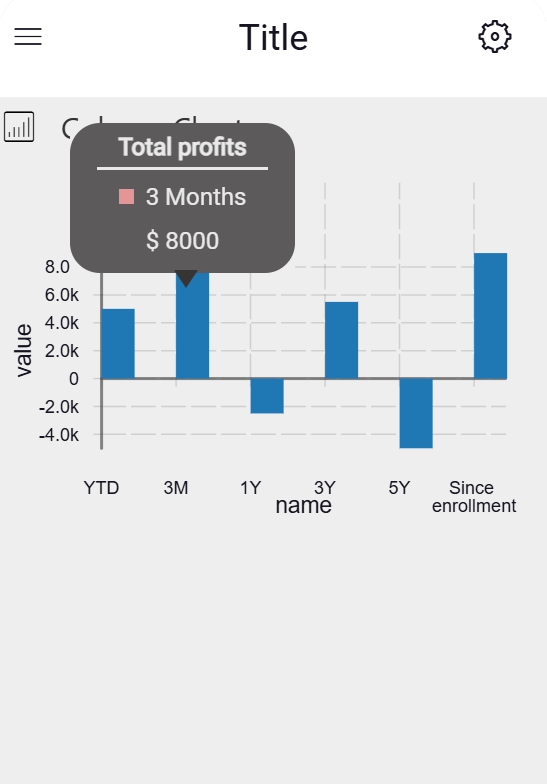 Title
Total profits
3 Months
$ 8000
8.0
6.0k
4.0k
2.0k
0
-2.0k
-4.0k
value
YTD 3M 1Y 3Y 5Y Since
enrollment
name